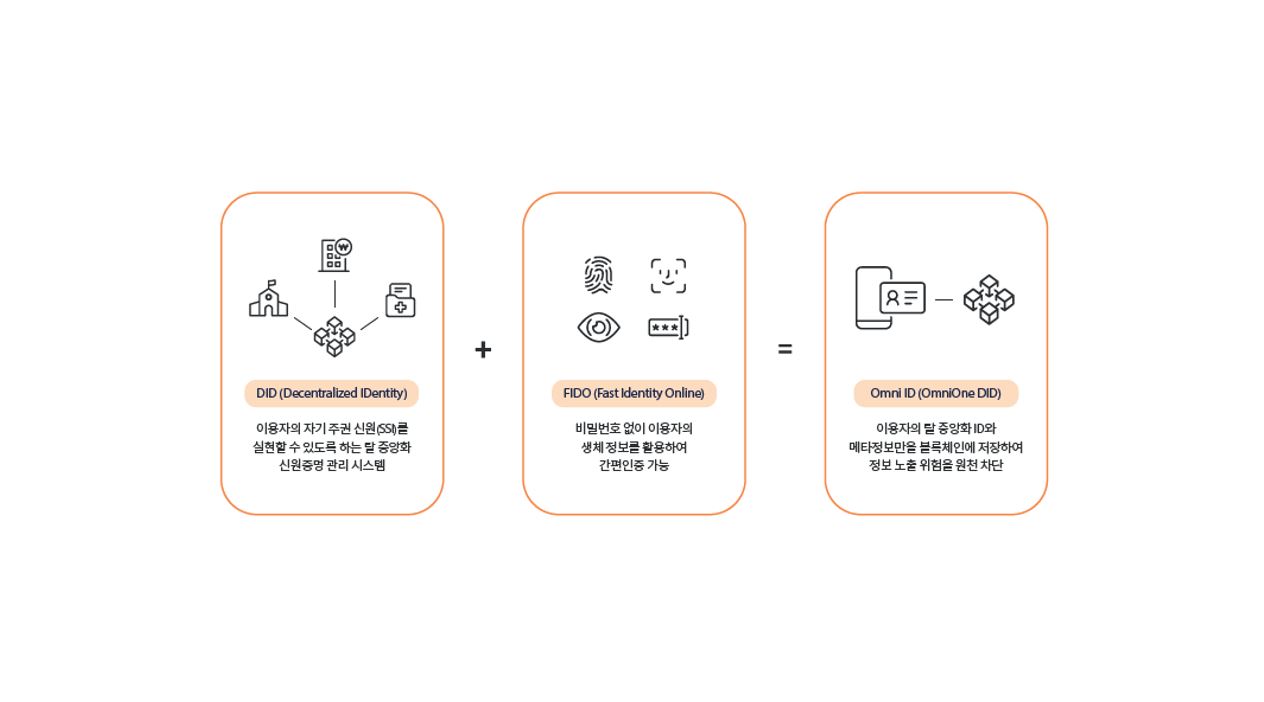 ₩
***
+
=
DID (Decentralized IDentity)
이용자의 자기 주권 신원(SSI)를
실현할 수 있도록 하는 탈 중앙화
신원증명 관리 시스템
FIDO (Fast Identity Online)
비밀번호 없이 이용자의
생체 정보를 활용하여
간편인증 가능
Omni ID (OmniOne DID)
이용자의 탈 중앙화 ID와
메타정보만을 블록체인에 저장하여
정보 노출 위험을 원천 차단